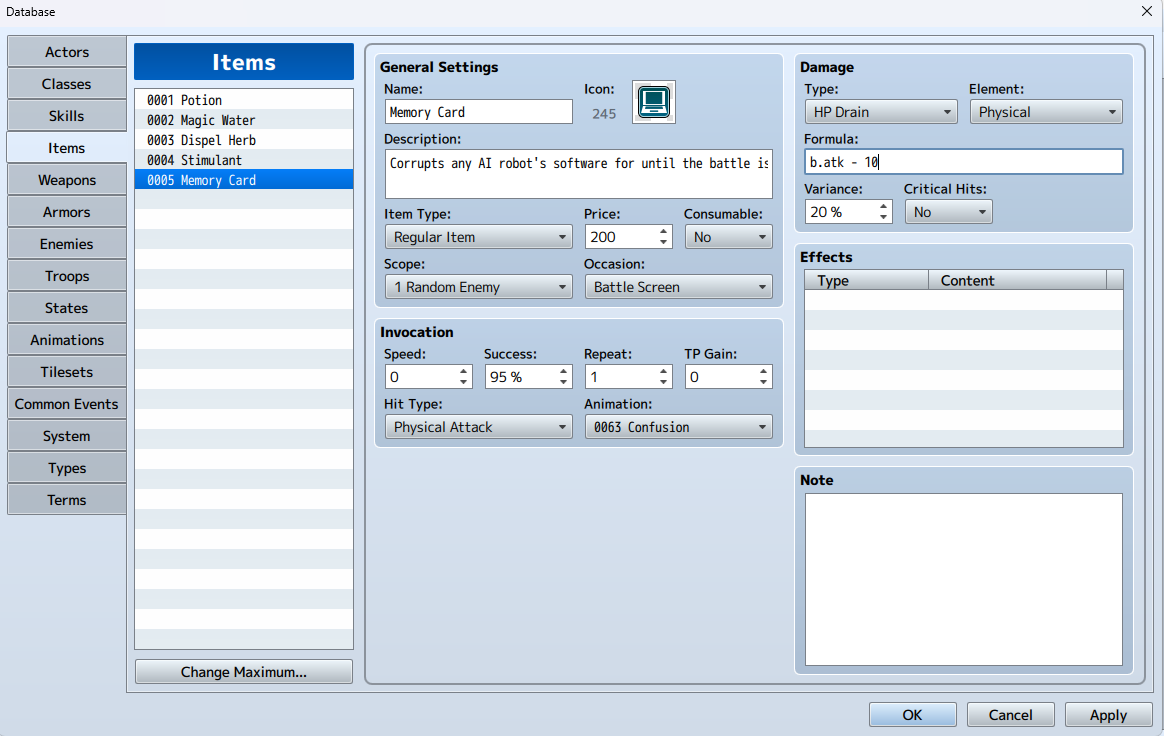 Database
Actors
Classes
Skills
Items
Weapons
Armors
Enemies
Troops
States
Animations
Tilesets
Common Events
System
Types
Terms
Items
0001 Potion
0002 Magic Water
0003 Dispel Herb
0004 Stimulant
0005 Memory Card
Change Maximum...
General Settings
Name:
Icon:
Memory Card
245
Description:
Corrupts any AI robot's software for until the battle is
Item Type:
Price:
Consumable:
Regular Item
200
No
Scope:
Occasion:
1 Random Enemy
Battle Screen
Invocation
Speed:
Success:
Repeat:
TP Gain:
0
95 %
1
0
Hit Type:
Animation:
Physical Attack
0063 Confusion
Damage
Type:
Element:
HP Drain
Physical
Formula:
b.atk - 10
Variance:
Critical Hits:
20 %
No
Effects
Type
Content
Note
OK
Cancel
Apply